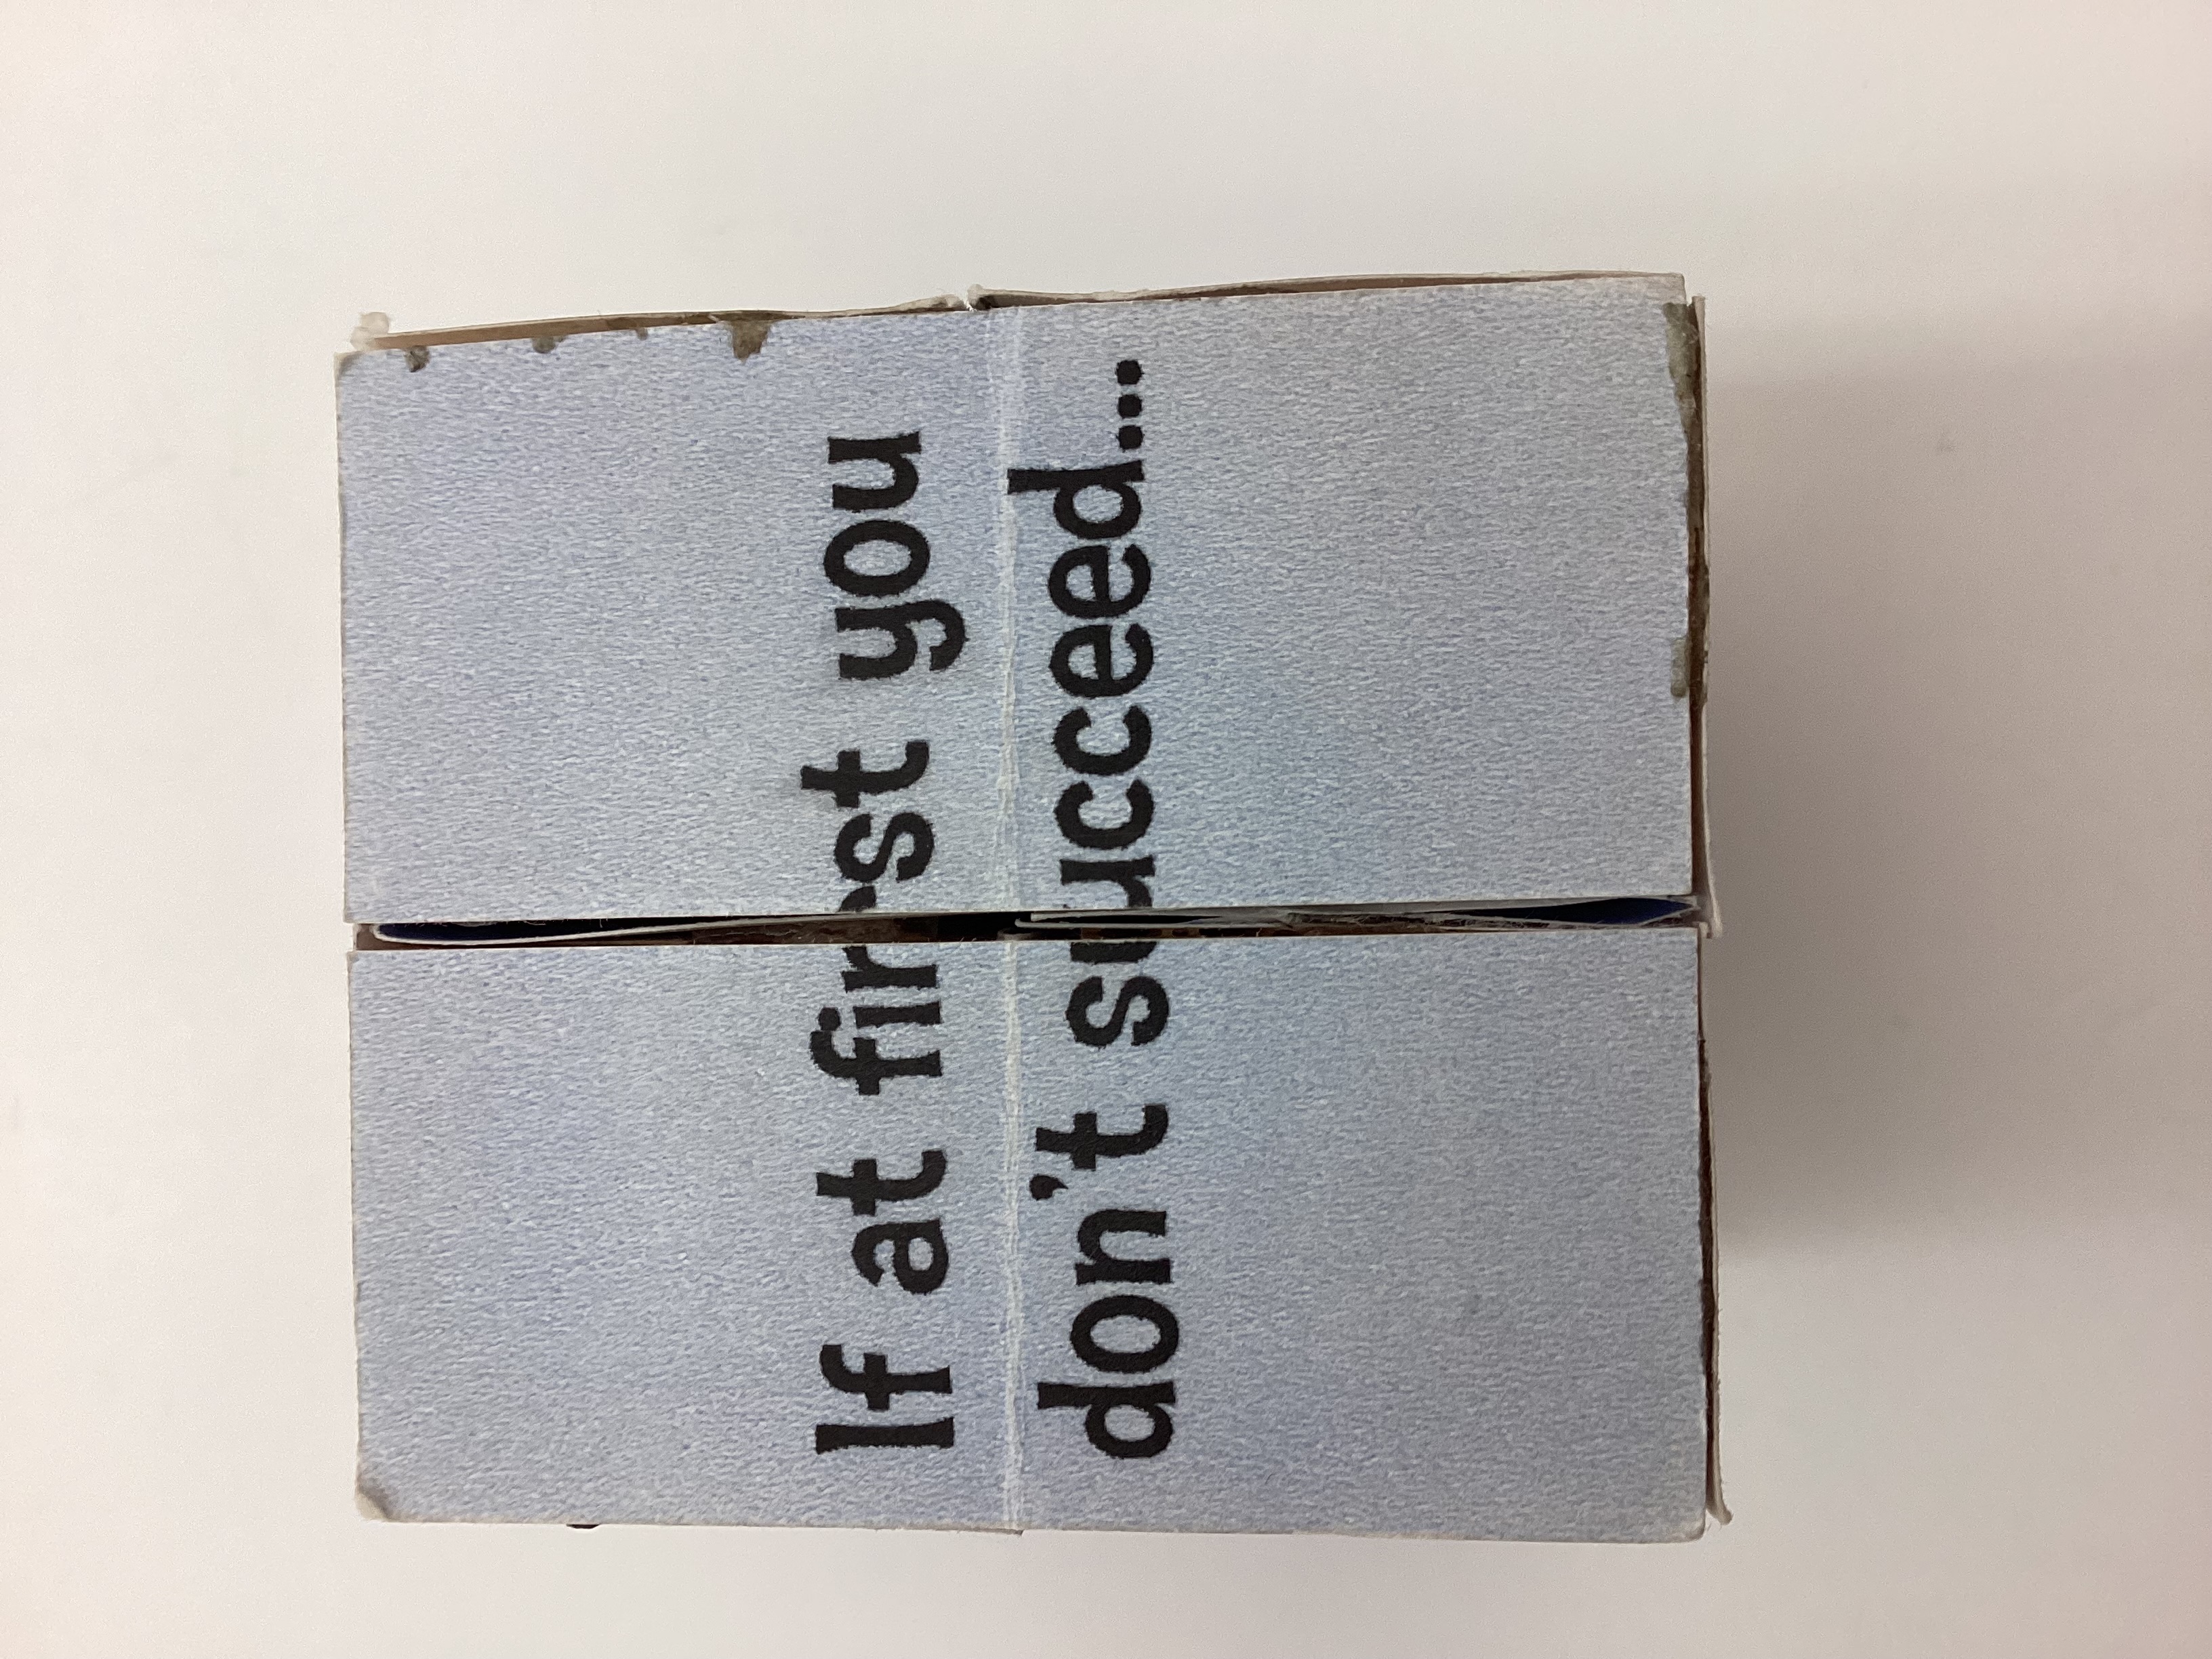 If at first you
don't succeed...